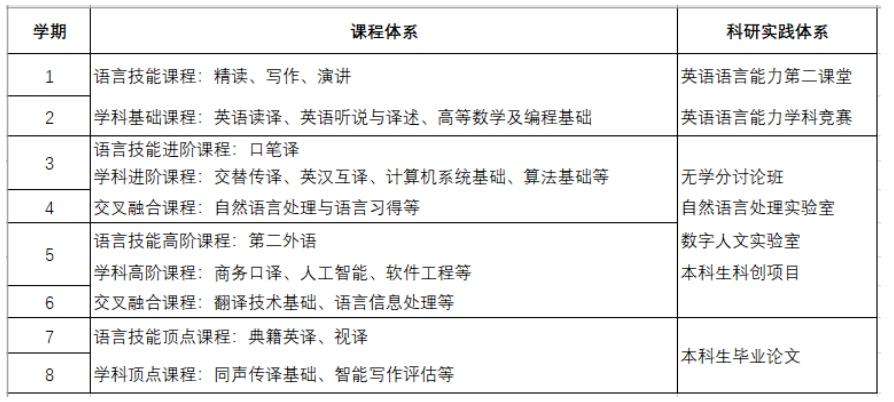 学期 课程体系 科研实践体系
1 语言技能课程：精读、写作、演讲 英语语言能力第二课堂
2 学科基础课程：英语读译、英语听说与译述、高等数学及编程基础 英语语言能力学科竞赛
语言技能进阶课程：口笔译
3
学科进阶课程：交替传译、英汉互译、计算机系统基础、算法基础等 无学分讨论班
4 交叉融合课程：自然语言处理与语言习得等 自然语言处理实验室
语言技能高阶课程：第二外语 数字人文实验室
5
学科高阶课程：商务口译、人工智能、软件工程等 本科生科创项目
6 交叉融合课程：翻译技术基础、语言信息处理等
7 语言技能顶点课程：典籍英译、视译
本科生毕业论文
8 学科顶点课程：同声传译基础、智能写作评估等